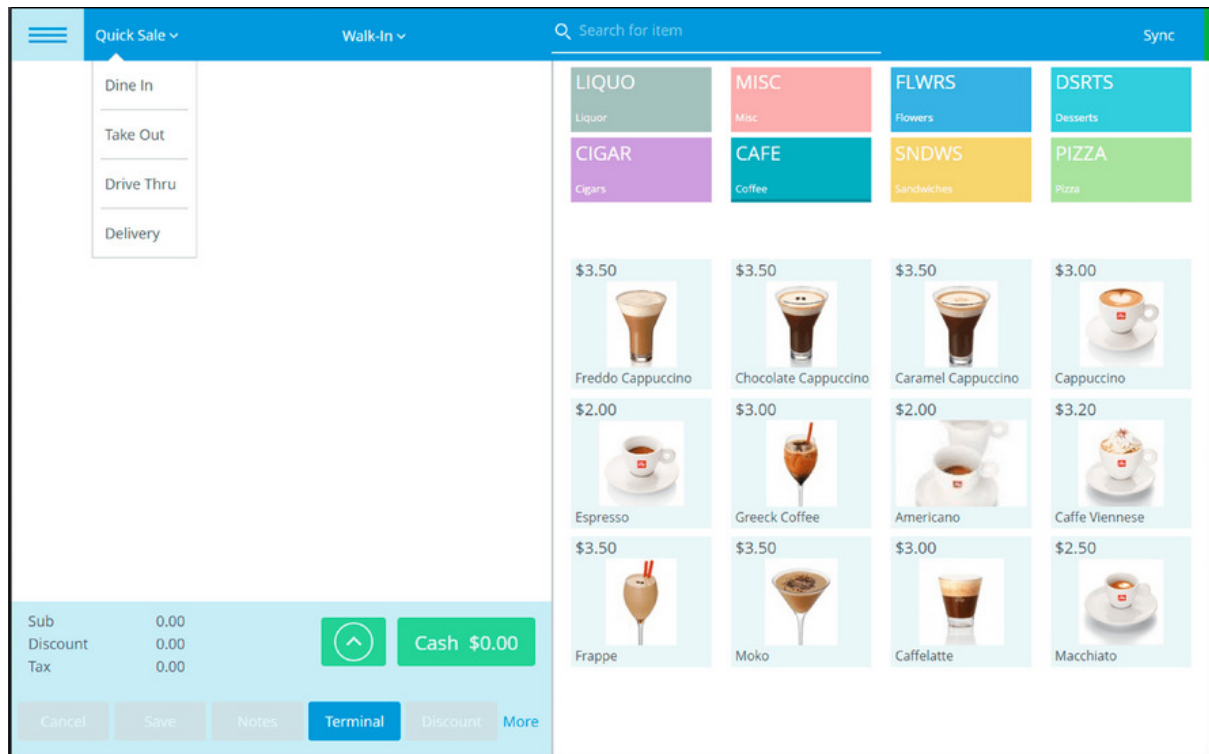 Quick Sale
Walk-In
Search for item
Sync
Dine In
Take Out
Drive Thru
Delivery
LIQUO
Liquor
MISC
Misc
FLWRS
Flowers
DSRTS
Desserts
CIGAR
Cigars
CAFE
Coffee
SNDWS
Sandwiches
PIZZA
Pizza
$3.50
Freddo Cappuccino
$3.50
Chocolate Cappuccino
$3.50
Caramel Cappuccino
$3.00
Cappuccino
$2.00
Espresso
$3.00
Greeck Coffee
$2.00
Americano
$3.20
Caffe Viennese
$3.50
Frappe
$3.50
Moko
$3.00
Caffelatte
$2.50
Macchiato
Sub 0.00
Discount 0.00
Tax 0.00
Cash $0.00
Cancel
Save
Notes
Terminal
Discount
More